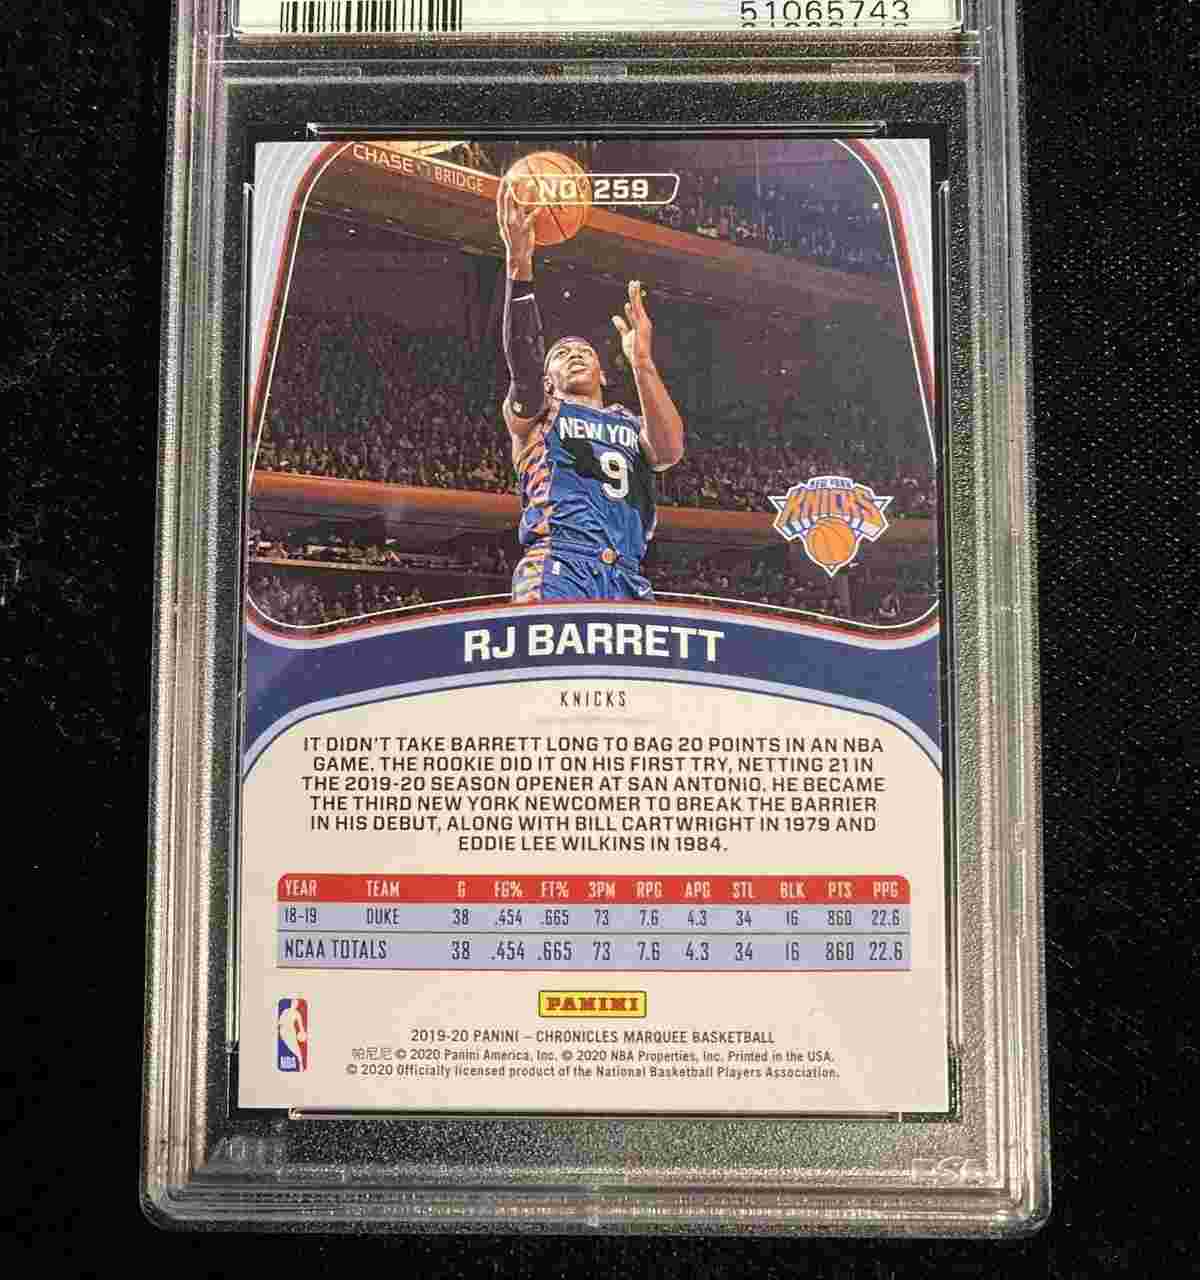 51065743
CHASE BRIDGE
NO. 259
NEW YOR
9
NEW YORK
KNICKS
RJ BARRETT
KNICKS
IT DIDN'T TAKE BARRETT LONG TO BAG 20 POINTS IN AN NBA
GAME. THE ROOKIE DID IT ON HIS FIRST TRY, NETTING 21 IN
THE 2019-20 SEASON OPENER AT SAN ANTONIO. HE BECAME
THE THIRD NEW YORK NEWCOMER TO BREAK THE BARRIER
IN HIS DEBUT, ALONG WITH BILL CARTWRIGHT IN 1979 AND
EDDIE LEE WILKINS IN 1984.
YEAR TEAM G FG% FT% 3PM RPG APG STL BLK PTS PPG
18-19 DUKE 38 .454 .665 73 7.6 4.3 34 16 860 22.6
NCAA TOTALS 38 .454 .665 73 7.6 4.3 34 16 860 22.6
PANINI
NBA
2019-20 PANINI – CHRONICLES MARQUEE BASKETBALL
帕尼尼 © 2020 Panini America, Inc. © 2020 NBA Properties, Inc. Printed in the USA.
© 2020 Officially licensed product of the National Basketball Players Association.